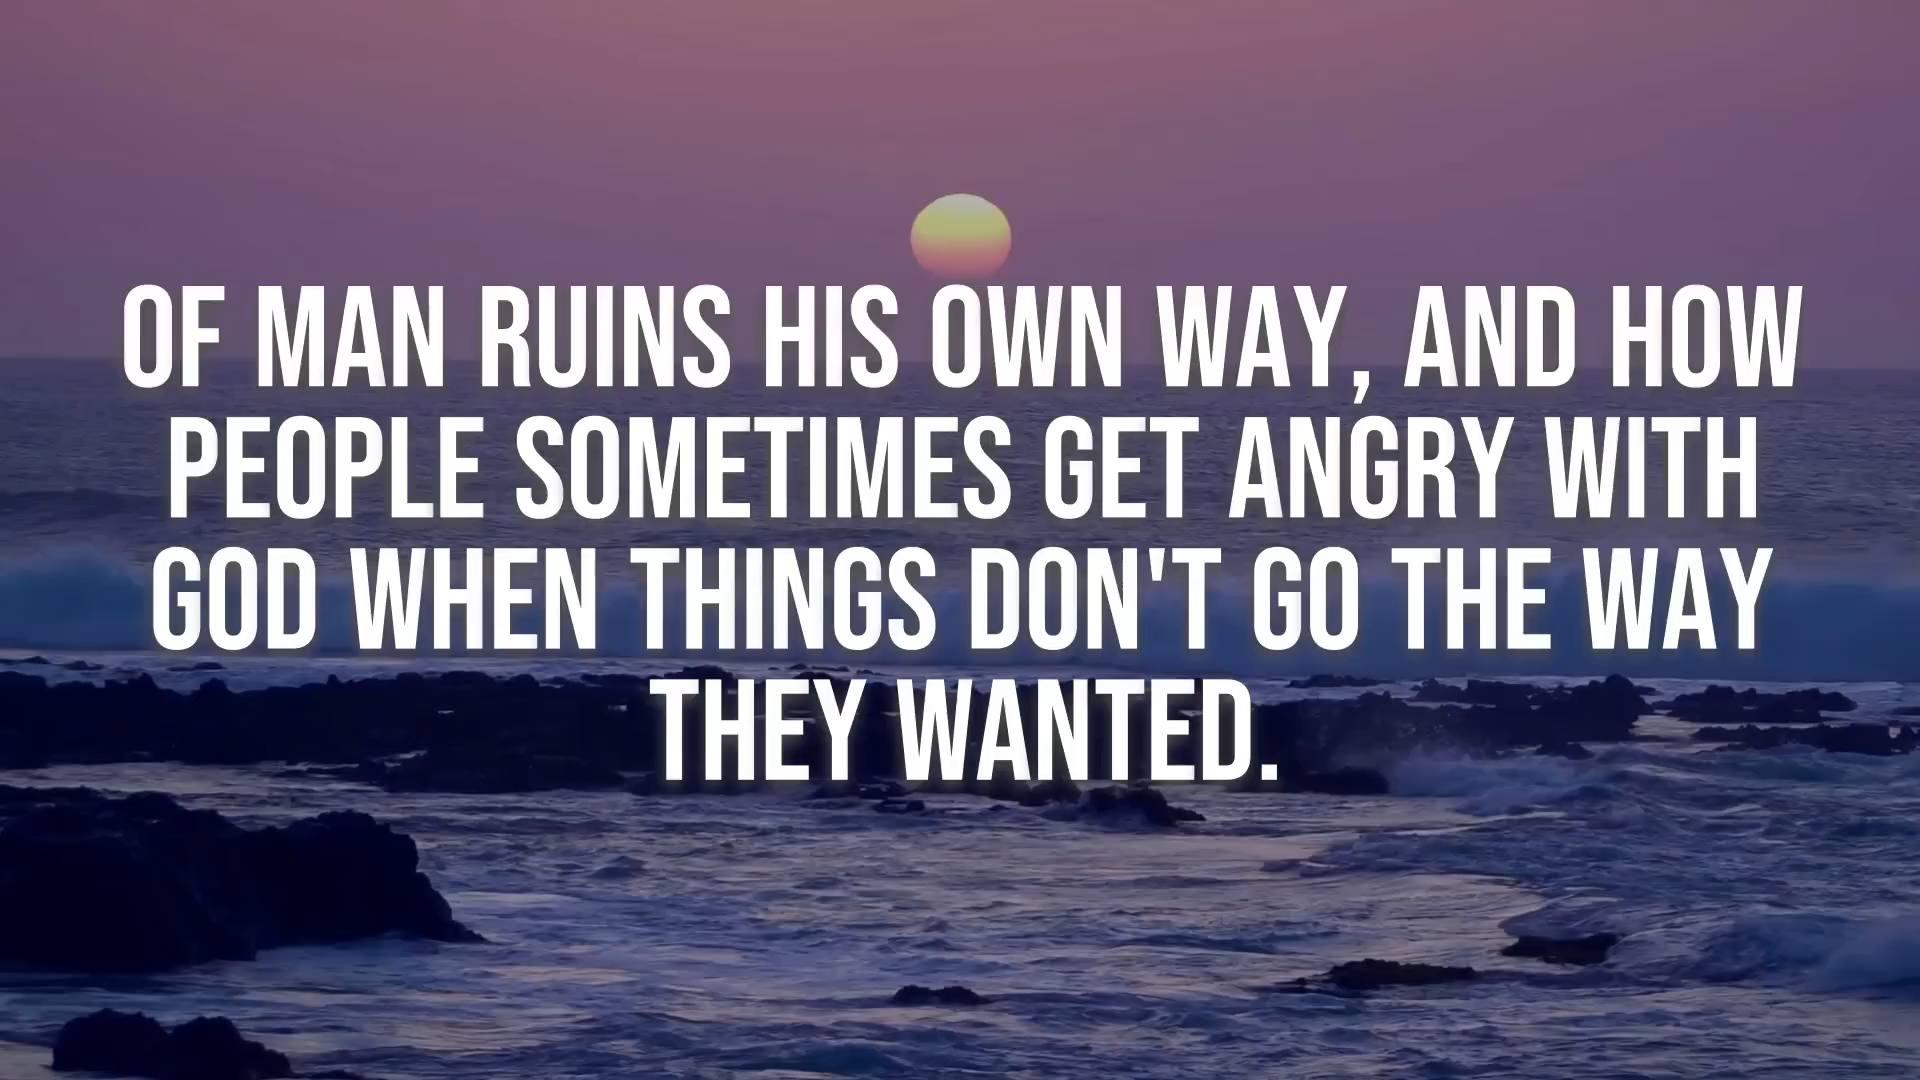 OF MAN RUINS HIS OWN WAY, AND HOW
PEOPLE SOMETIMES GET ANGRY WITH
GOD WHEN THINGS DON'T GO THE WAY
THEY WANTED.